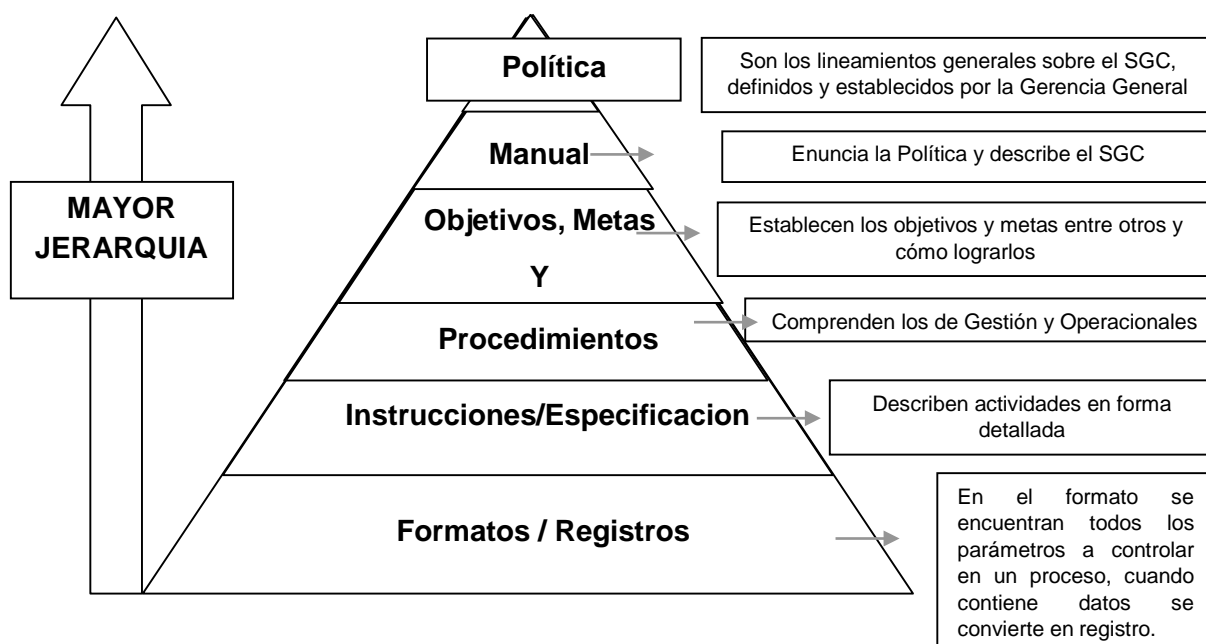 Política
Son los lineamientos generales sobre el SGC,
definidos y establecidos por la Gerencia General
Manual
Enuncia la Política y describe el SGC
MAYOR
JERARQUIA
Objetivos, Metas
Y
Establecen los objetivos y metas entre otros y
cómo lograrlos
Procedimientos
Comprenden los de Gestión y Operacionales
Instrucciones/Especificacion
Describen actividades en forma
detallada
Formatos / Registros
En el formato se
encuentran todos los
parámetros a controlar
en un proceso, cuando
contiene datos se
convierte en registro.